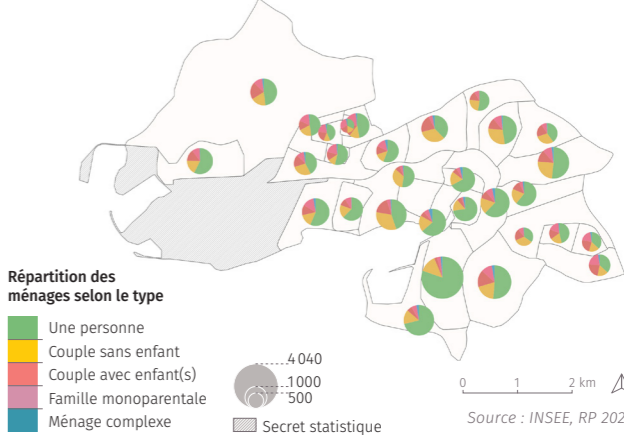 Répartition des
ménages selon le type
Une personne
Couple sans enfant
Couple avec enfant(s)
Famille monoparentale
Ménage complexe
4 040
1 000
500
Secret statistique
0 1 2 km
Source : INSEE, RP 202